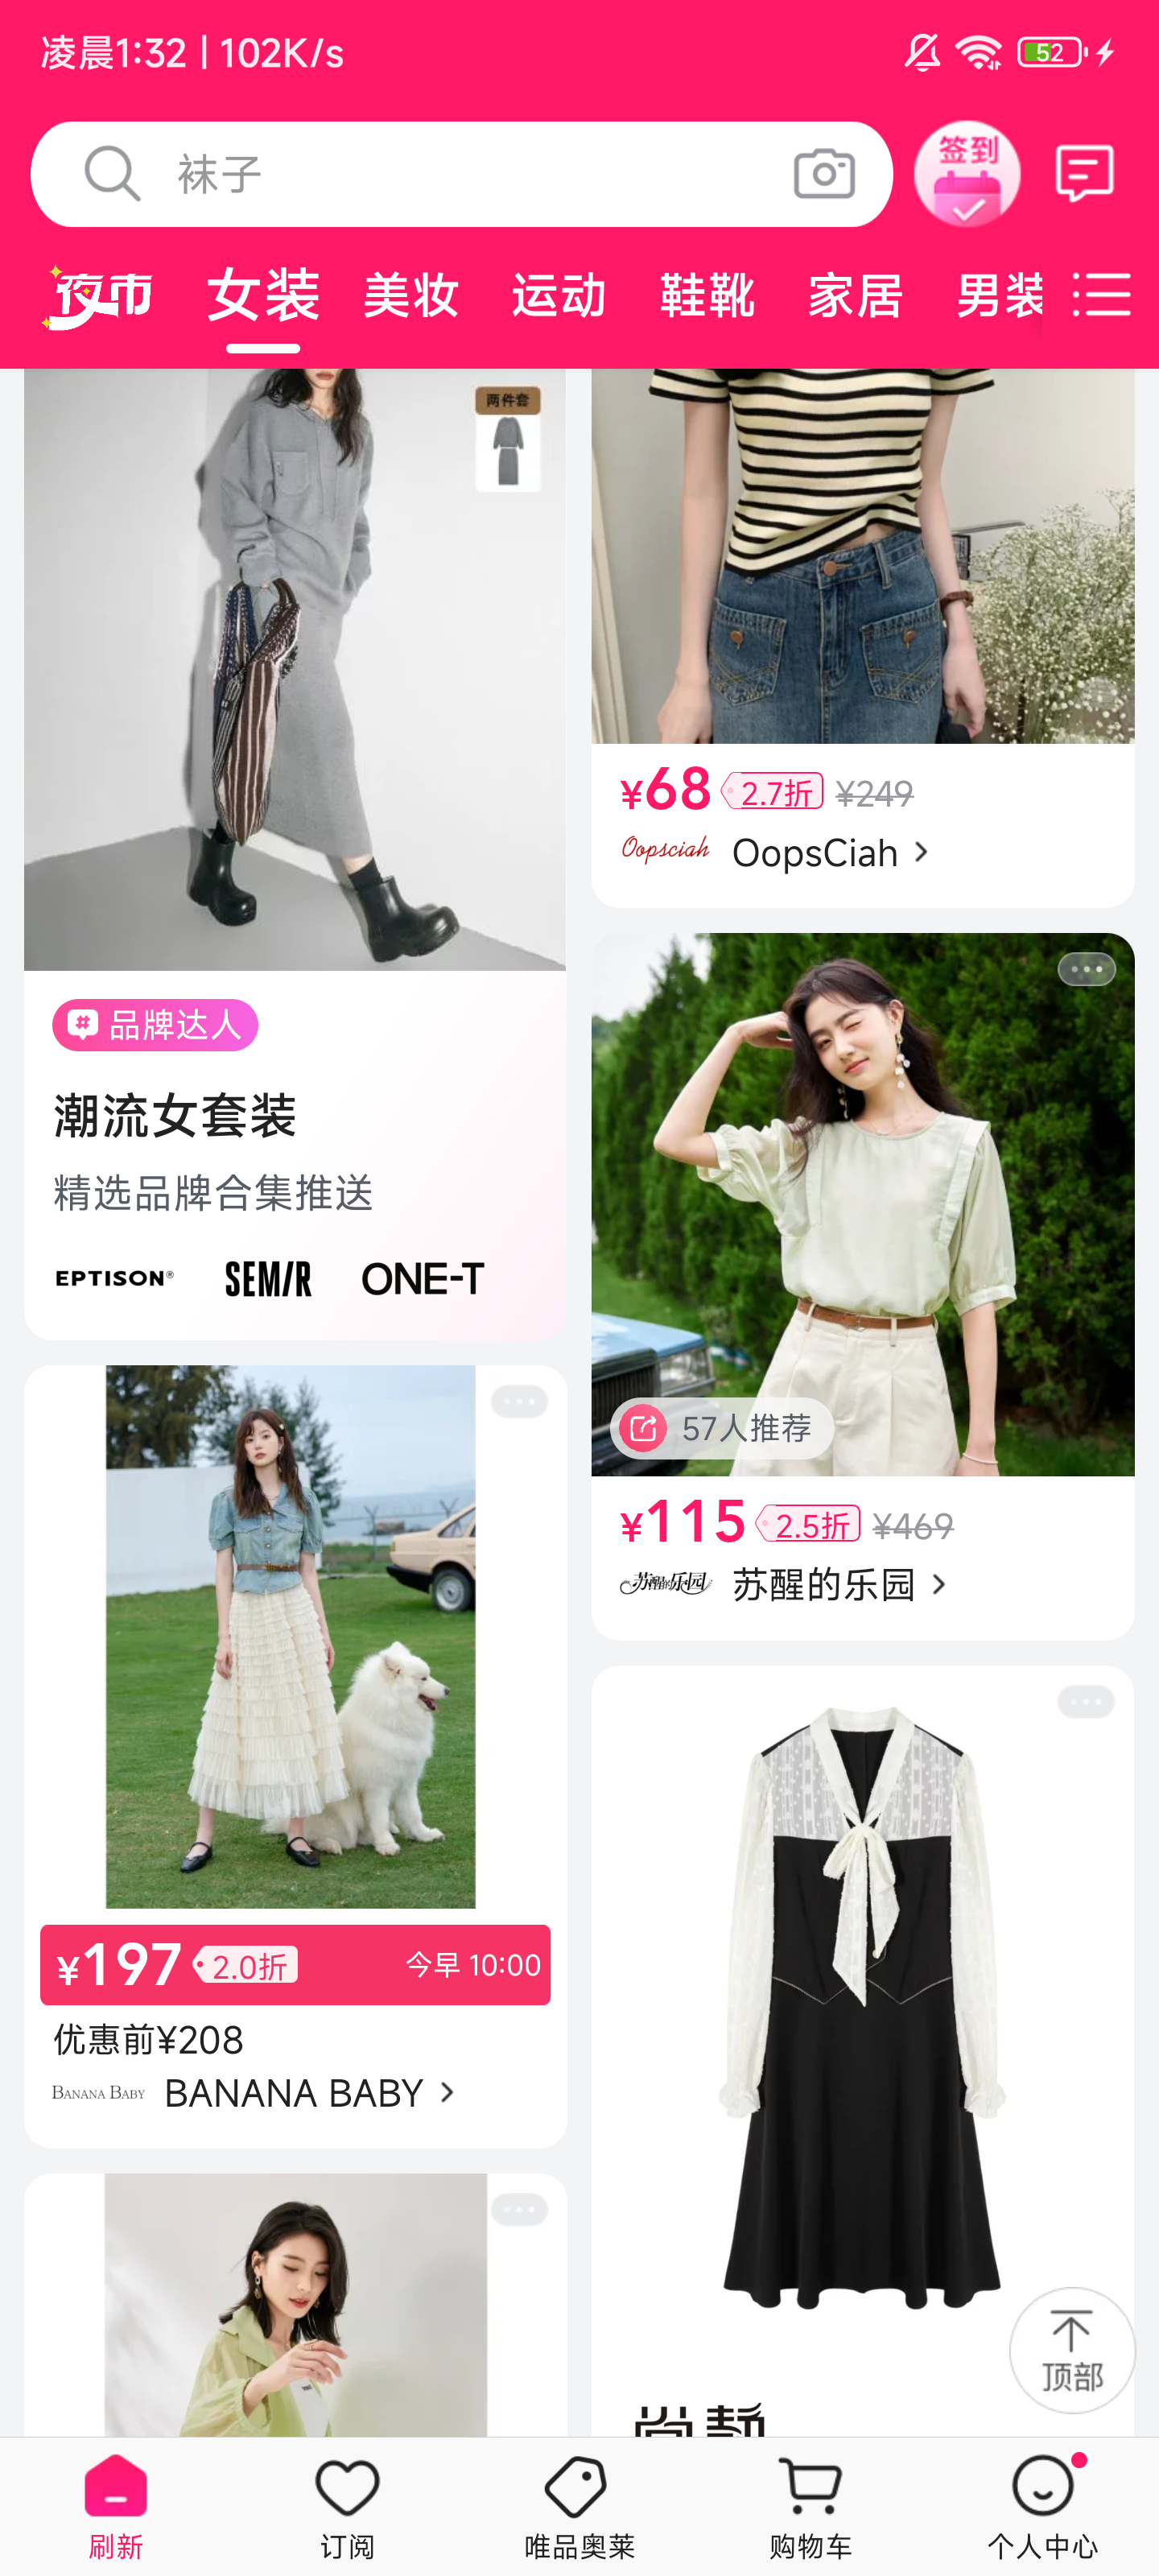 凌晨1:32 | 102K/s
52
袜子
签到
夜市 女装 美妆 运动 鞋靴 家居 男装
两件套
品牌达人
潮流女套装
精选品牌合集推送
EPTISON® SEMIR ONE-T
¥68 2.7折 ¥249
Oopsciah OopsCiah
57人推荐
¥115 2.5折 ¥469
苏醒的乐园 苏醒的乐园
¥197 2.0折 今早 10:00
优惠前¥208
BANANA BABY BANANA BABY
顶部
刷新 订阅 唯品奥莱 购物车 个人中心